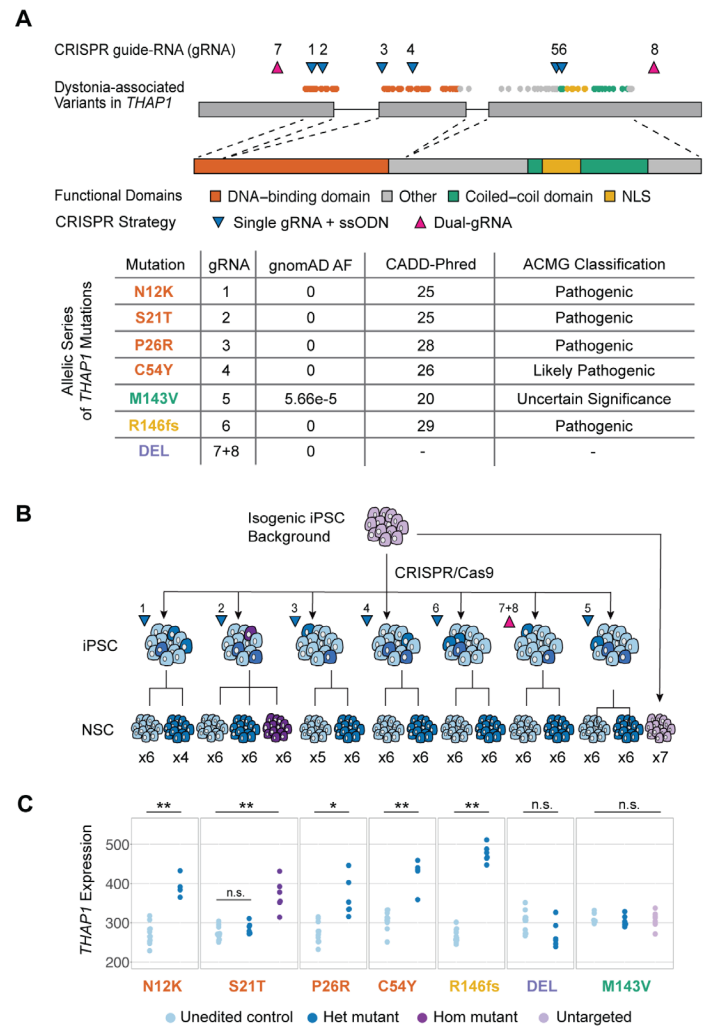 A
CRISPR guide-RNA (gRNA)
7 1 2 3 4 56 8
Dystonia-associated
Variants in THAP1
Functional Domains DNA-binding domain Other Coiled-coil domain NLS
CRISPR Strategy Single gRNA + ssODN Dual-gRNA
Allelic Series
of THAP1 Mutations
Mutation gRNA gnomAD AF CADD-Phred ACMG Classification
N12K 1 0 25 Pathogenic
S21T 2 0 25 Pathogenic
P26R 3 0 28 Pathogenic
C54Y 4 0 26 Likely Pathogenic
M143V 5 5.66e-5 20 Uncertain Significance
R146fs 6 0 29 Pathogenic
DEL 7+8 0 - -
B
Isogenic iPSC
Background
CRISPR/Cas9
1 2 3 4 6 7+8 5
iPSC
NSC
x6 x4 x6 x6 x6 x5 x6 x6 x6 x6 x6 x6 x6 x6 x6 x7
C
** ** * ** ** n.s. n.s.
n.s.
THAP1 Expression
500
400
300
200
N12K S21T P26R C54Y R146fs DEL M143V
Unedited control Het mutant Hom mutant Untargeted